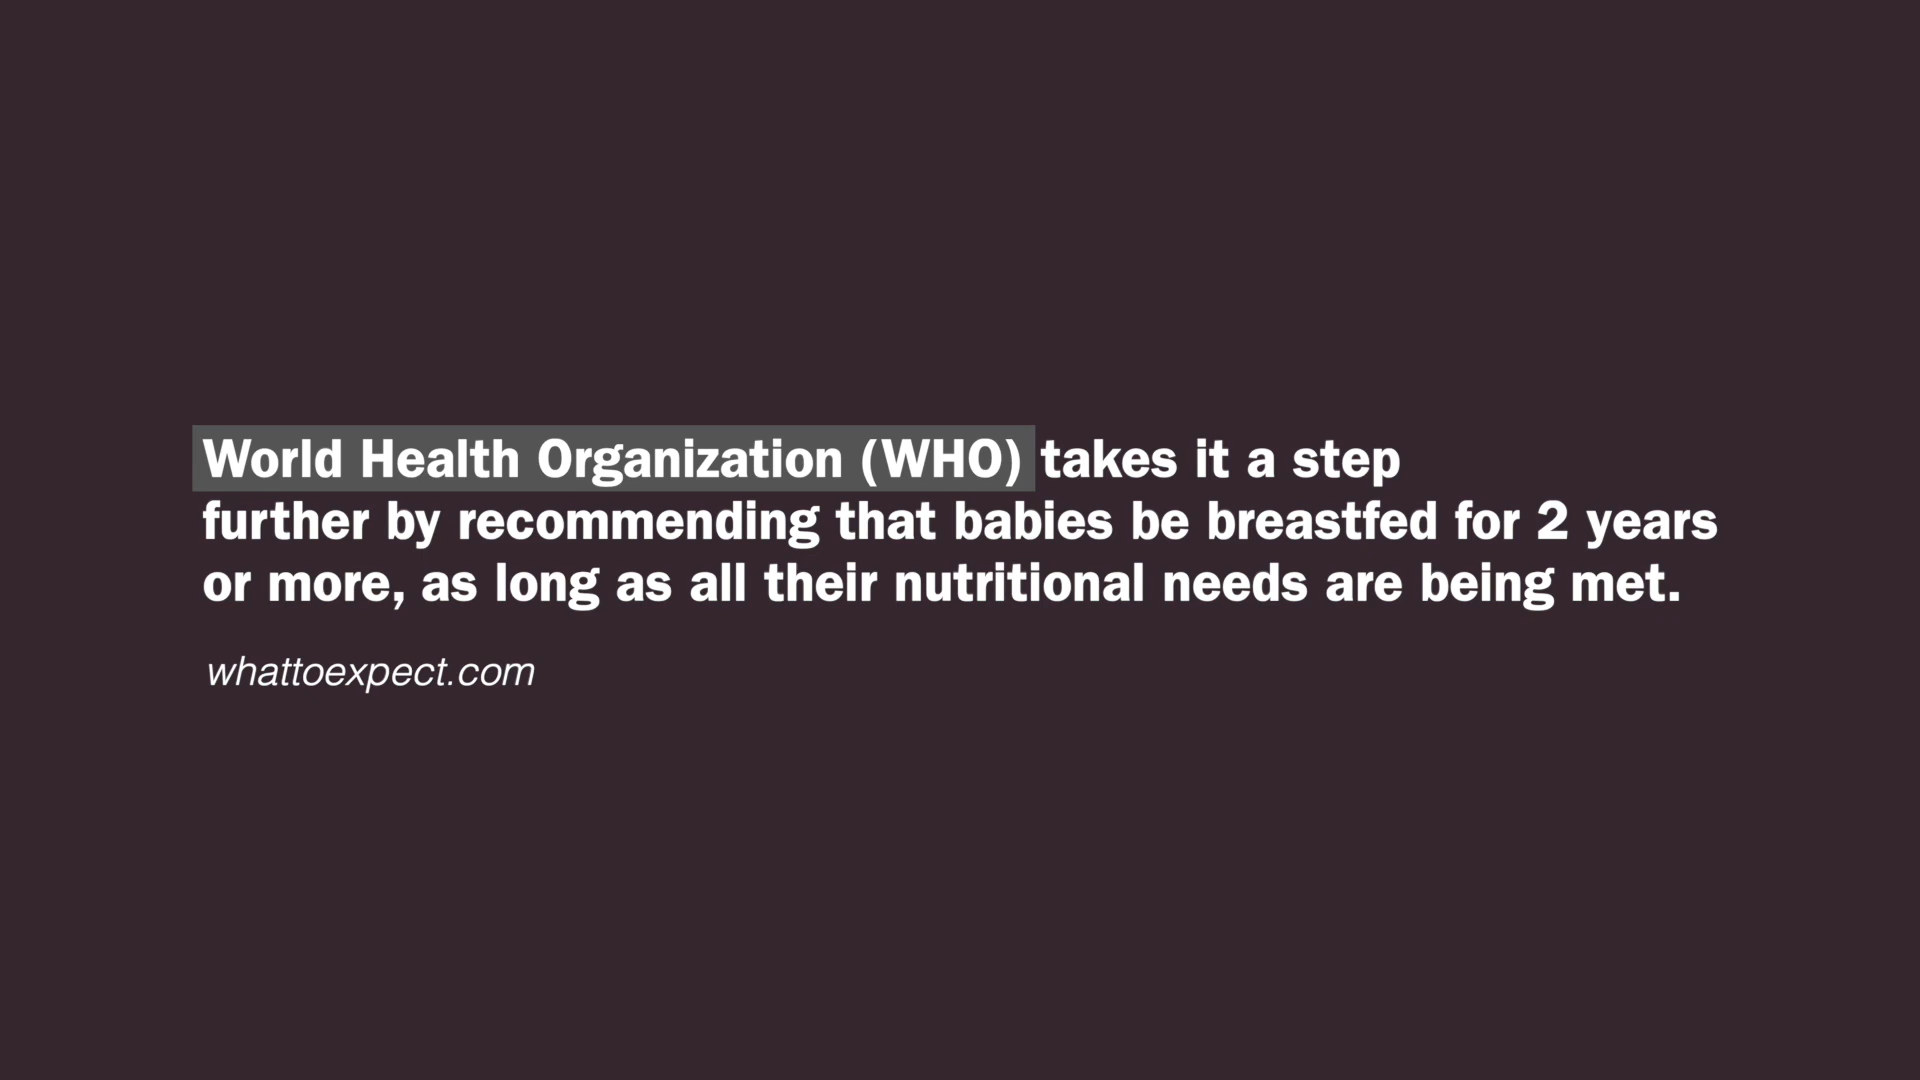 World Health Organization (WHO) takes it a step
further by recommending that babies be breastfed for 2 years
or more, as long as all their nutritional needs are being met.
whattoexpect.com